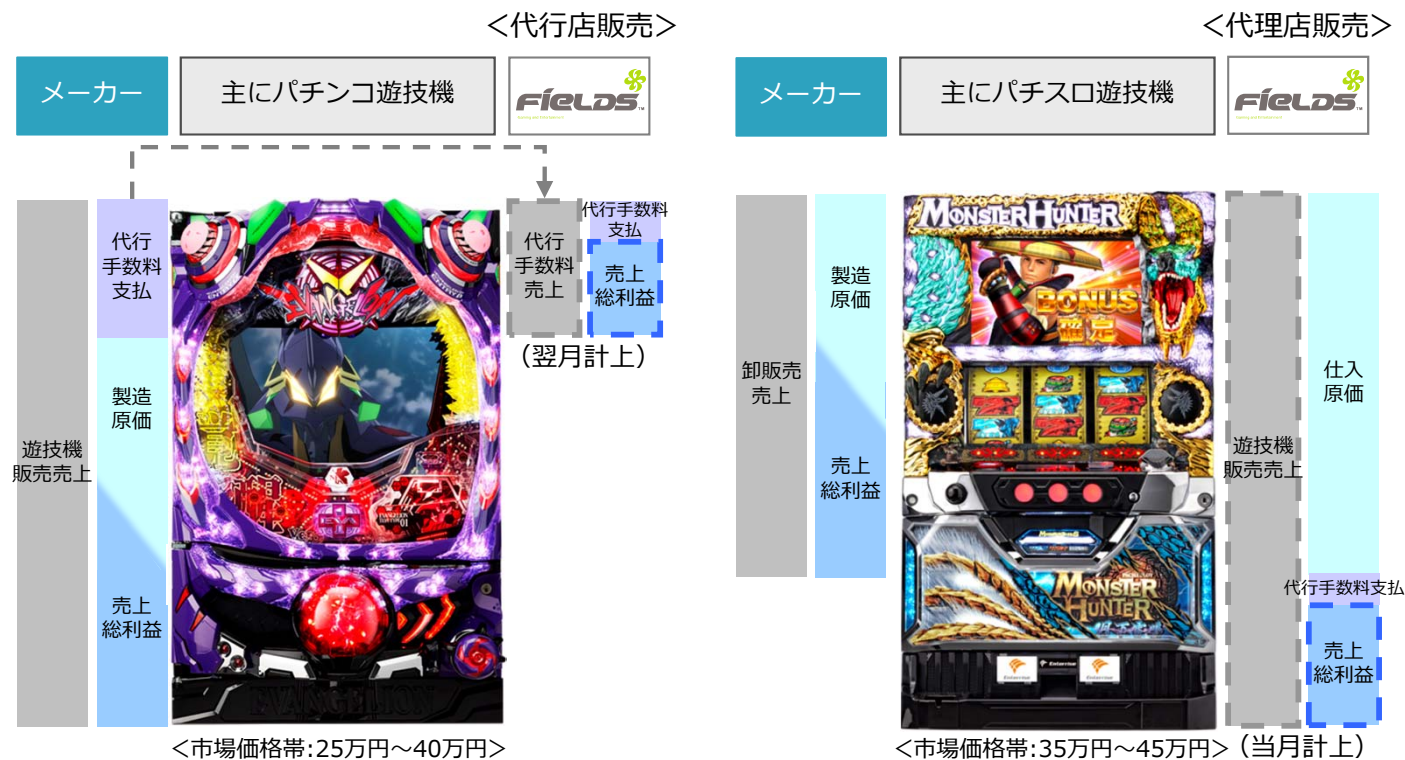 <代行店販売>
メーカー
主にパチンコ遊技機
FIELDS
代行
手数料
支払
製造
原価
売上
総利益
遊技機
販売売上
EVANGELION
EVA
EVANGELION
代行
手数料
売上
代行手数料
支払
売上
総利益
（翌月計上）
<市場価格帯:25万円～40万円>
<代理店販売>
メーカー
主にパチスロ遊技機
FIELDS
卸販売
売上
製造
原価
売上
総利益
MONSTER HUNTER
BONUS
確定
MONSTER
HUNTER
Enterrise
Enterrise
Enterrise
遊技機
販売売上
仕入
原価
代行手数料支払
売上
総利益
<市場価格帯:35万円～45万円>
（当月計上）